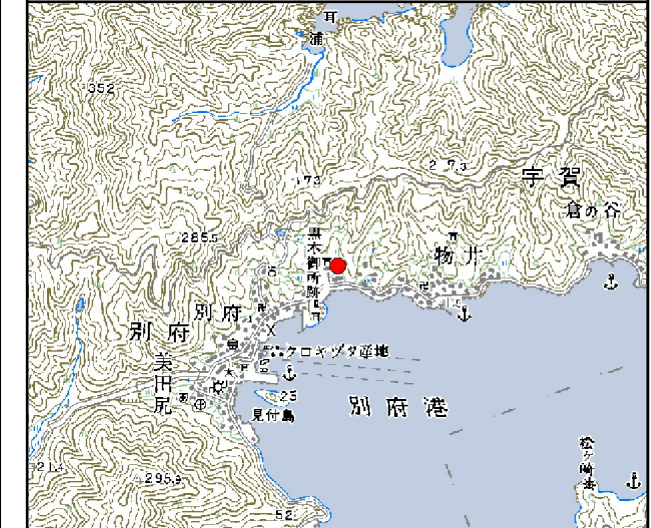 耳
浦
352
273
173
宇賀
倉の谷
285.5
黒木御所跡
物井
別府
別府
クロキヅタ産地
美田尻
23
見付島
別府港
松ヶ崎
295.9
52